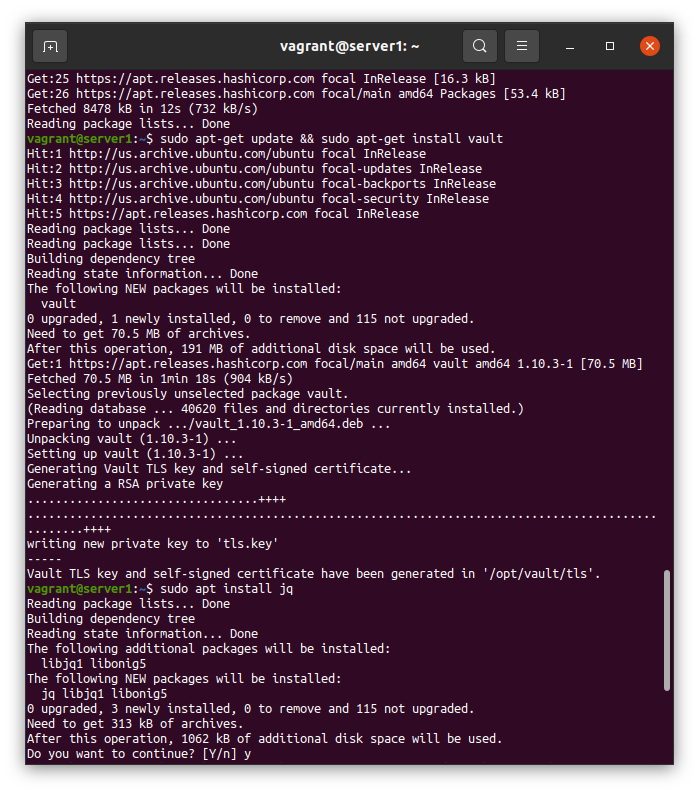 vagrant@server1: ~
Get:25 https://apt.releases.hashicorp.com focal InRelease [16.3 kB]
Get:26 https://apt.releases.hashicorp.com focal/main amd64 Packages [53.4 kB]
Fetched 8478 kB in 12s (732 kB/s)
Reading package lists... Done
vagrant@server1:~$ sudo apt-get update && sudo apt-get install vault
Hit:1 http://us.archive.ubuntu.com/ubuntu focal InRelease
Hit:2 http://us.archive.ubuntu.com/ubuntu focal-updates InRelease
Hit:3 http://us.archive.ubuntu.com/ubuntu focal-backports InRelease
Hit:4 http://us.archive.ubuntu.com/ubuntu focal-security InRelease
Hit:5 https://apt.releases.hashicorp.com focal InRelease
Reading package lists... Done
Reading package lists... Done
Building dependency tree
Reading state information... Done
The following NEW packages will be installed:
  vault
0 upgraded, 1 newly installed, 0 to remove and 115 not upgraded.
Need to get 70.5 MB of archives.
After this operation, 191 MB of additional disk space will be used.
Get:1 https://apt.releases.hashicorp.com focal/main amd64 vault amd64 1.10.3-1 [70.5 MB]
Fetched 70.5 MB in 1min 18s (904 kB/s)
Selecting previously unselected package vault.
(Reading database ... 40620 files and directories currently installed.)
Preparing to unpack .../vault_1.10.3-1_amd64.deb ...
Unpacking vault (1.10.3-1) ...
Setting up vault (1.10.3-1) ...
Generating Vault TLS key and self-signed certificate...
Generating a RSA private key
.................................++++
..........................................................................................
........++++
writing new private key to 'tls.key'
-----
Vault TLS key and self-signed certificate have been generated in '/opt/vault/tls'.
vagrant@server1:~$ sudo apt install jq
Reading package lists... Done
Building dependency tree
Reading state information... Done
The following additional packages will be installed:
  libjq1 libonig5
The following NEW packages will be installed:
  jq libjq1 libonig5
0 upgraded, 3 newly installed, 0 to remove and 115 not upgraded.
Need to get 313 kB of archives.
After this operation, 1062 kB of additional disk space will be used.
Do you want to continue? [Y/n] y